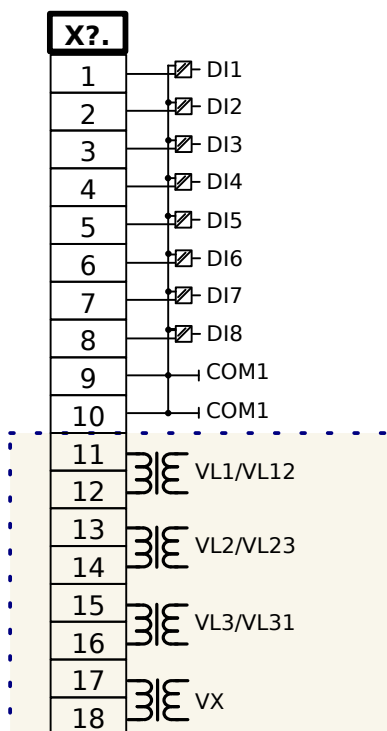 X?.
1 DI1
2 DI2
3 DI3
4 DI4
5 DI5
6 DI6
7 DI7
8 DI8
9 COM1
10 COM1
11
VL1/VL12
12
13
VL2/VL23
14
15
VL3/VL31
16
17
VX
18